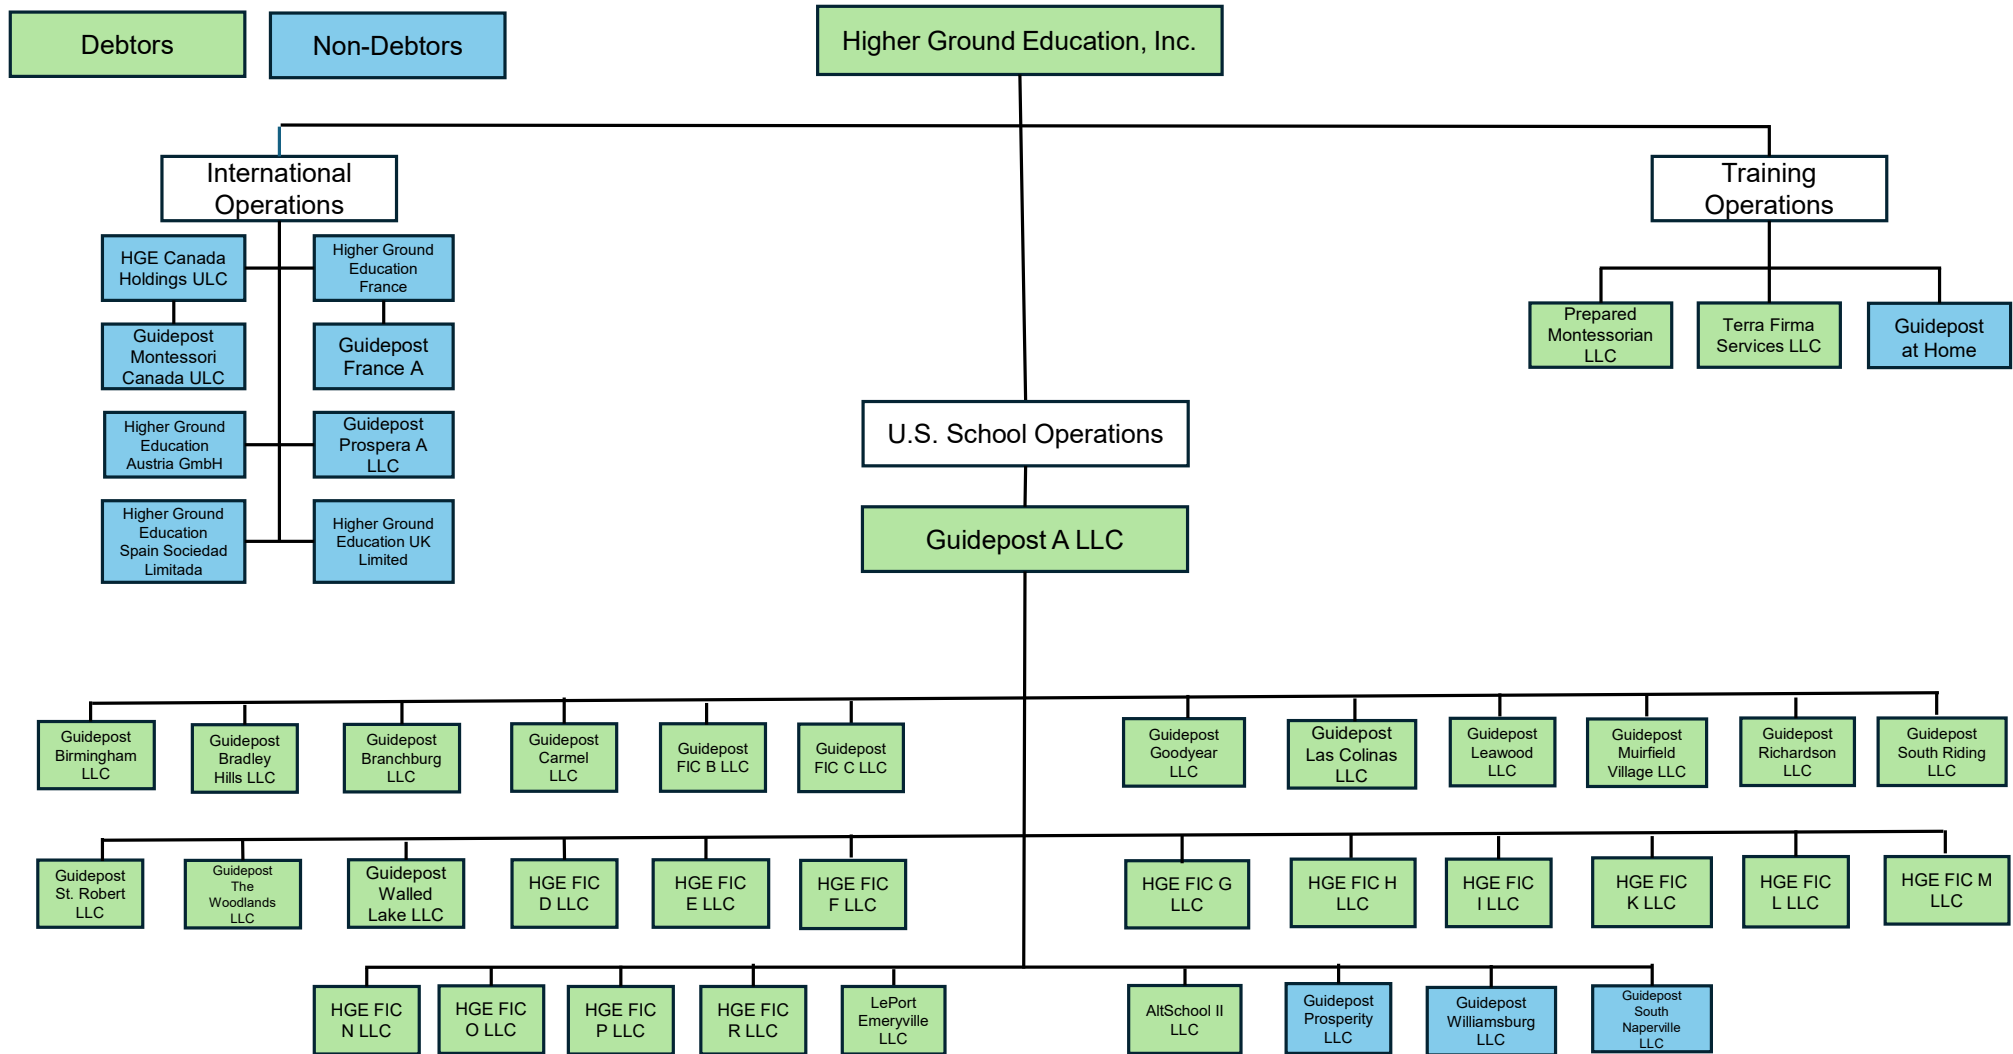 Debtors
Non-Debtors
Higher Ground Education, Inc.
International
Operations
Training
Operations
HGE Canada
Holdings ULC
Higher Ground
Education
France
Guidepost
Montessori
Canada ULC
Guidepost
France A
Higher Ground
Education
Austria GmbH
Guidepost
Prospera A
LLC
Higher Ground
Education
Spain Sociedad
Limitada
Higher Ground
Education UK
Limited
Prepared
Montessorian
LLC
Terra Firma
Services LLC
Guidepost
at Home
U.S. School Operations
Guidepost A LLC
Guidepost
Birmingham
LLC
Guidepost
Bradley
Hills LLC
Guidepost
Branchburg
LLC
Guidepost
Carmel
LLC
Guidepost
FIC B LLC
Guidepost
FIC C LLC
Guidepost
Goodyear
LLC
Guidepost
Las Colinas
LLC
Guidepost
Leawood
LLC
Guidepost
Muirfield
Village LLC
Guidepost
Richardson
LLC
Guidepost
South Riding
LLC
Guidepost
St. Robert
LLC
Guidepost
The
Woodlands
LLC
Guidepost
Walled
Lake LLC
HGE FIC
D LLC
HGE FIC
E LLC
HGE FIC
F LLC
HGE FIC G
LLC
HGE FIC H
LLC
HGE FIC
I LLC
HGE FIC
K LLC
HGE FIC
L LLC
HGE FIC M
LLC
HGE FIC
N LLC
HGE FIC
O LLC
HGE FIC
P LLC
HGE FIC
R LLC
LePort
Emeryville
LLC
AltSchool II
LLC
Guidepost
Prosperity
LLC
Guidepost
Williamsburg
LLC
Guidepost
South
Naperville
LLC